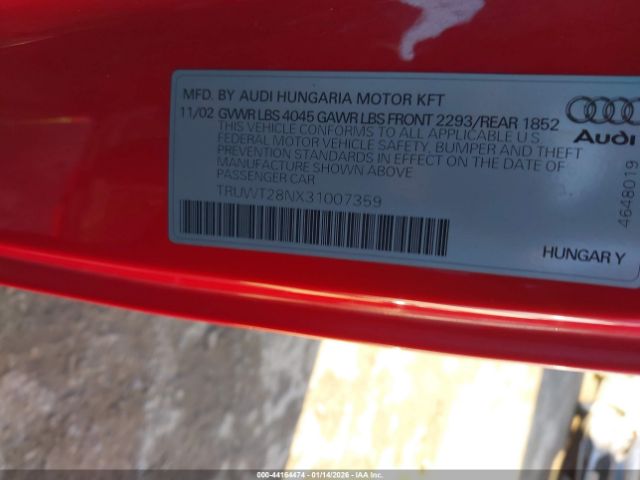 MFD. BY AUDI HUNGARIA MOTOR KFT
11/02 GVWR LBS 4045 GAWR LBS FRONT 2293/REAR 1852
THIS VEHICLE CONFORMS TO ALL APPLICABLE U S
FEDERAL MOTOR VEHICLE SAFETY, BUMPER AND THEFT
PREVENTION STANDARDS IN EFFECT ON THE DATE OF
MANUFACTURE SHOWN ABOVE
PASSENGER CAR
TRUWT28NX31007359
Audi
4648019
HUNGARY
000-44164474 | 01/14/2026 - COPART/IAA